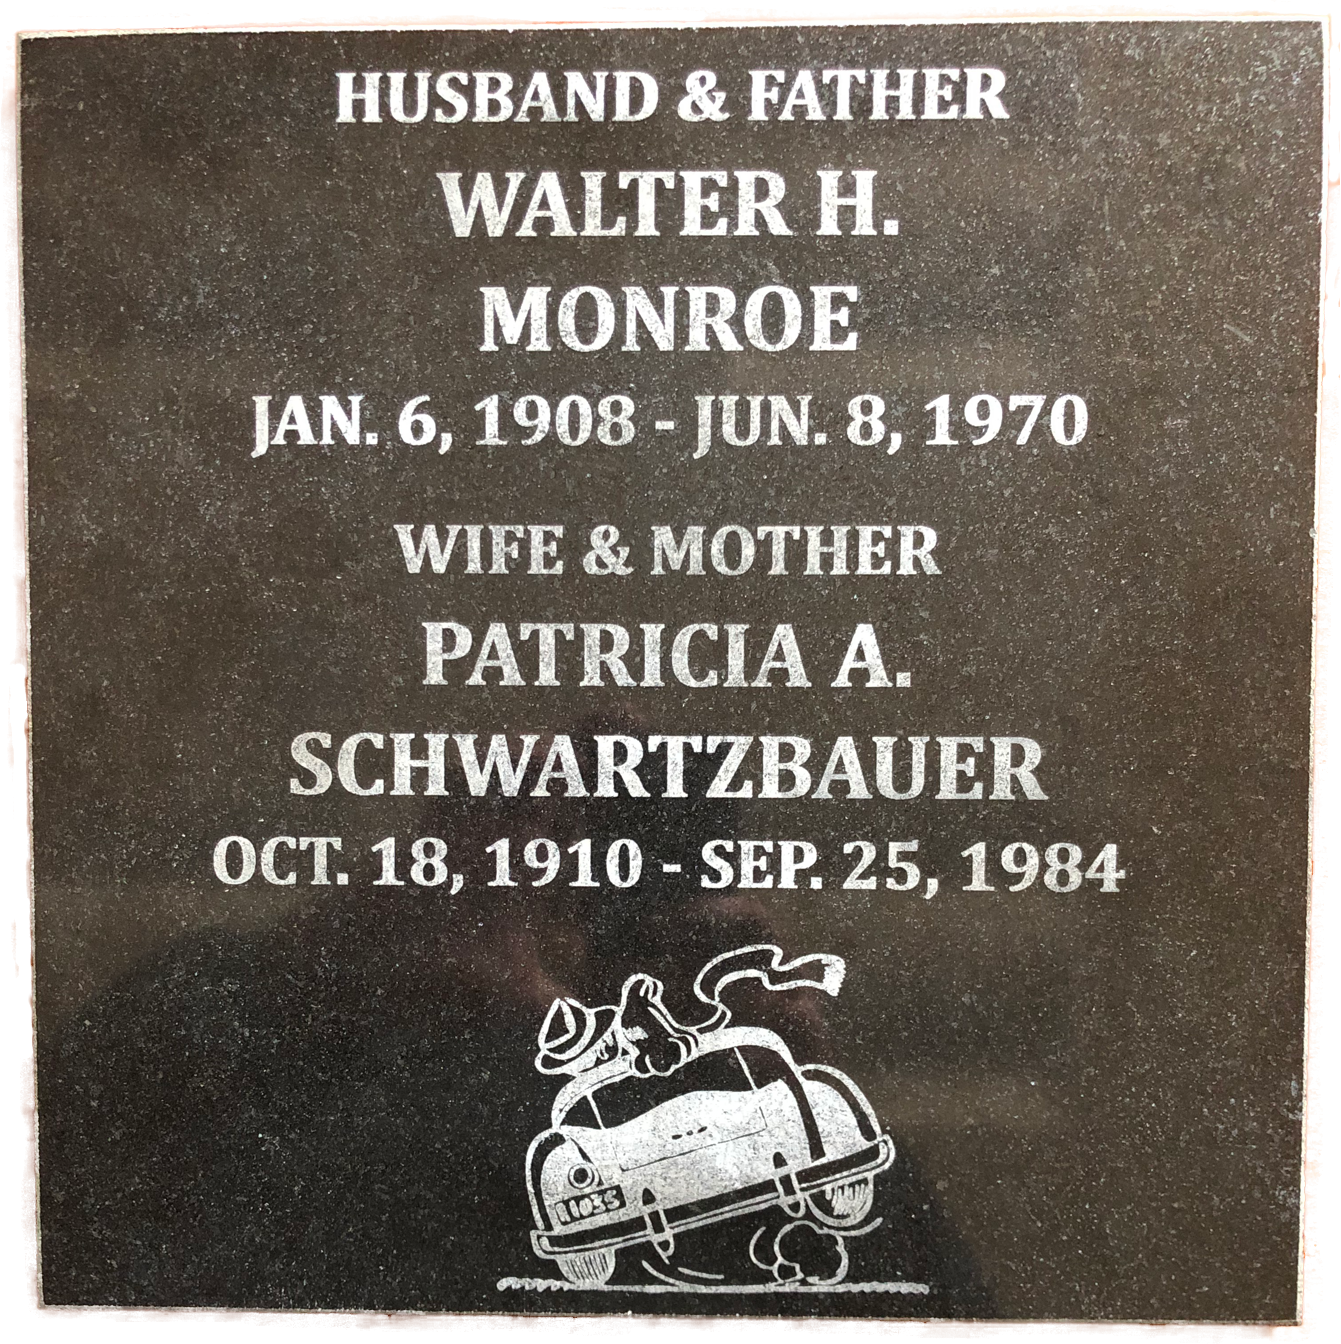 HUSBAND & FATHER
WALTER H.
MONROE
JAN. 6, 1908 - JUN. 8, 1970
WIFE & MOTHER
PATRICIA A.
SCHWARTZBAUER
OCT. 18, 1910 - SEP. 25, 1984